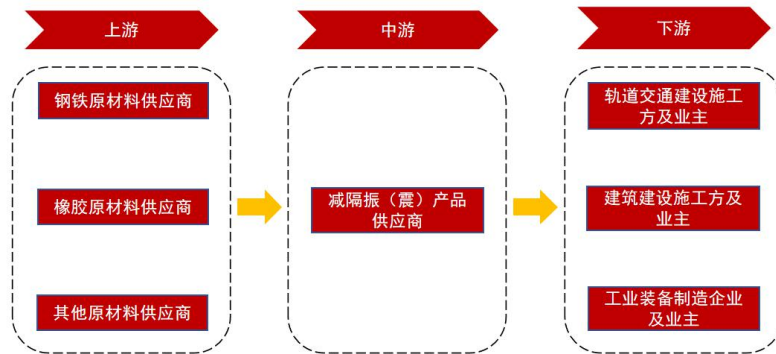 上游
中游
下游
钢铁原材料供应商
橡胶原材料供应商
其他原材料供应商
减隔振（震）产品
供应商
轨道交通建设施工
方及业主
建筑建设施工方及
业主
工业装备制造企业
及业主